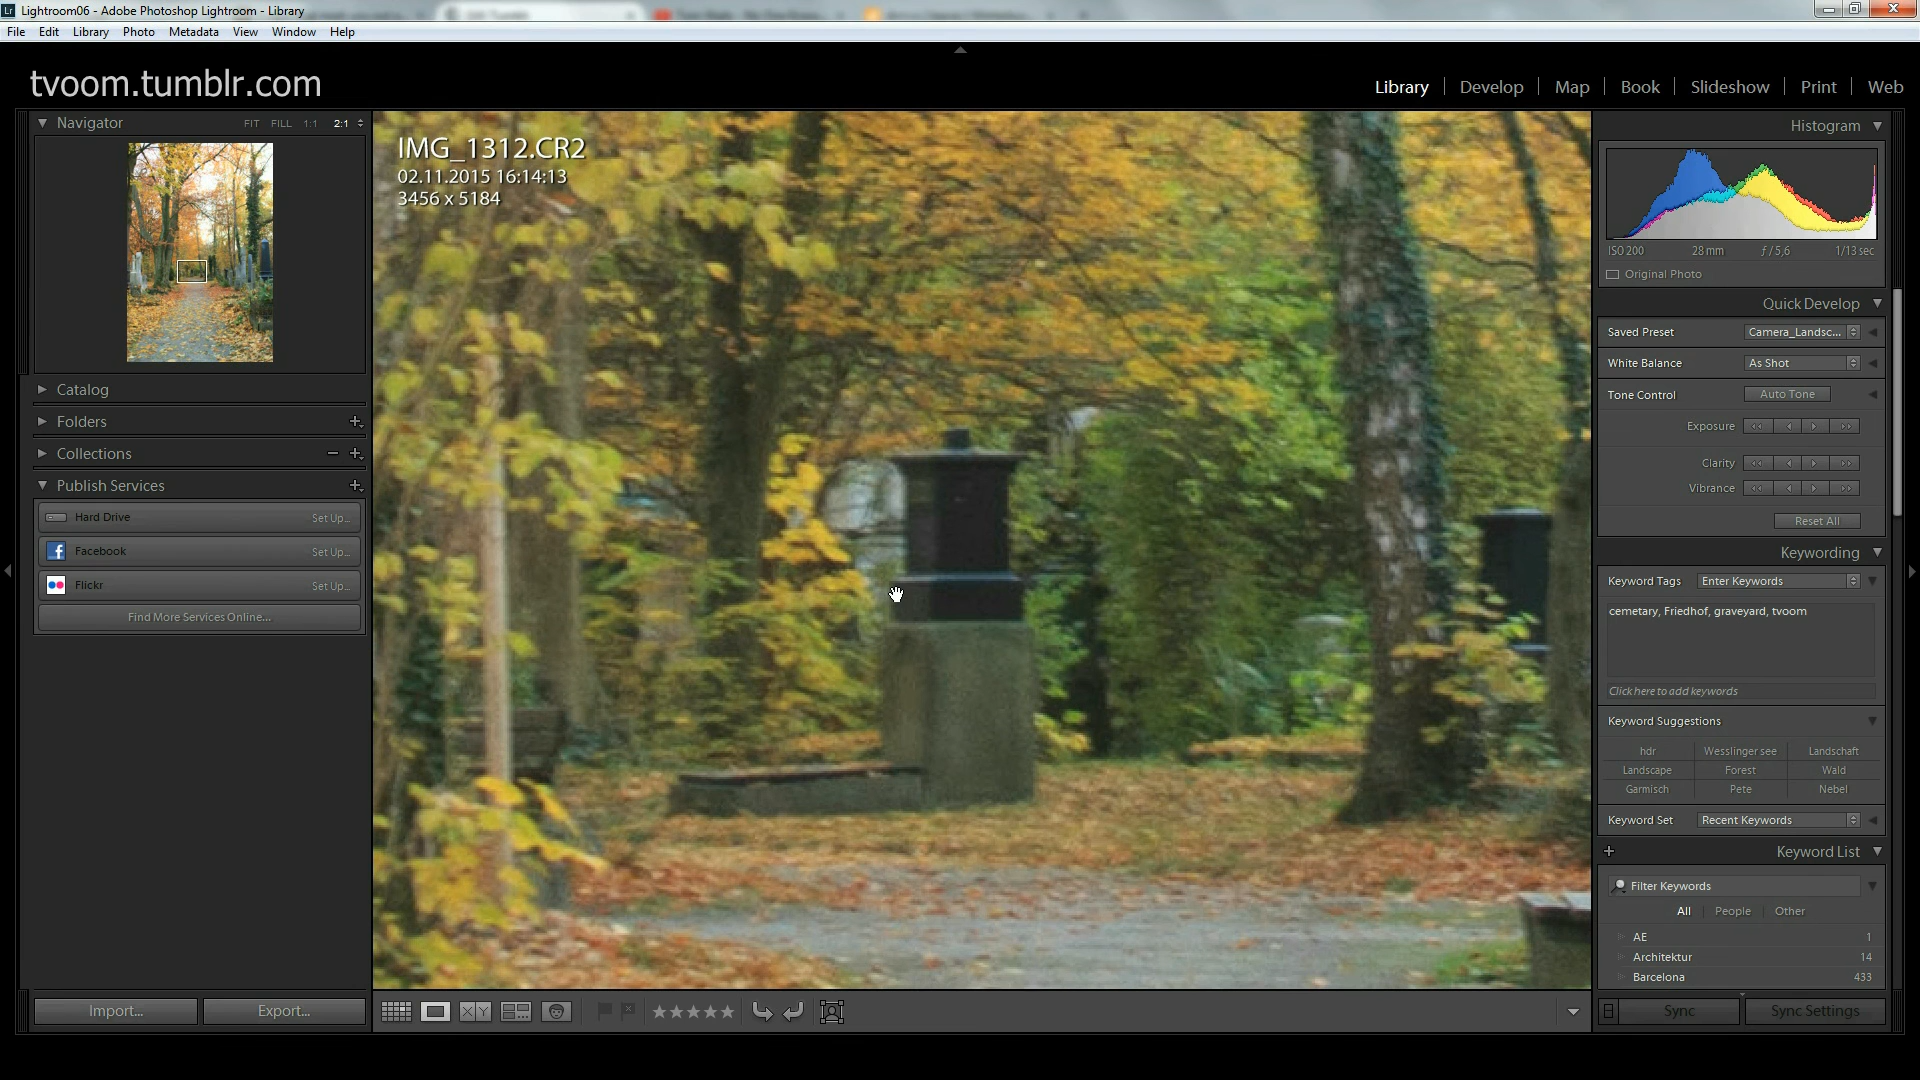 Lightroom06 - Adobe Photoshop Lightroom - Library
File Edit Library Photo Metadata View Window Help
tvoom.tumblr.com
Library Develop Map Book Slideshow Print Web
Navigator FIT FILL 1:1 2:1
Catalog
Folders
Collections
Publish Services
Hard Drive Set Up...
Facebook Set Up...
Flickr Set Up...
Find More Services Online...
Import... Export...
IMG_1312.CR2
02.11.2015 16:14:13
3456 x 5184
Histogram
ISO 200 28 mm ƒ / 5,6 1/13 sec
Original Photo
Quick Develop
Saved Preset Camera_Landsc...
White Balance As Shot
Tone Control Auto Tone
Exposure
Clarity
Vibrance
Reset All
Keywording
Keyword Tags Enter Keywords
cemetary, Friedhof, graveyard, tvoom
Click here to add keywords
Keyword Suggestions
hdr Wesslinger see Landschaft
Landscape Forest Wald
Garmisch Pete Nebel
Keyword Set Recent Keywords
Keyword List
Filter Keywords
All People Other
AE 1
Architektur 14
Barcelona 433
Sync Sync Settings